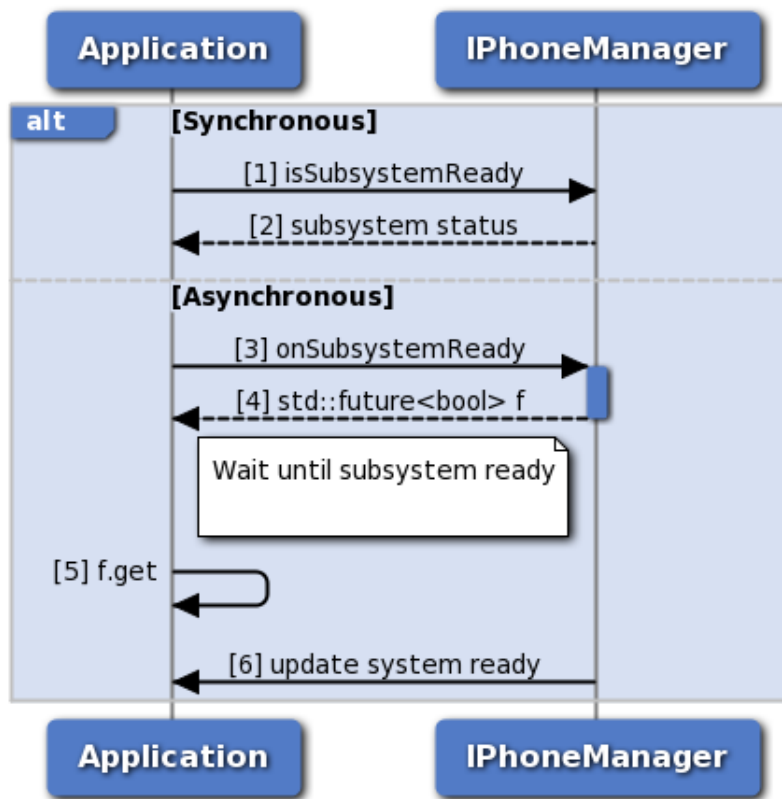 Application IPhoneManager
alt [Synchronous]
[1] isSubsystemReady
[2] subsystem status
[Asynchronous]
[3] onSubsystemReady
[4] std::future<bool> f
Wait until subsystem ready
[5] f.get
[6] update system ready
Application IPhoneManager